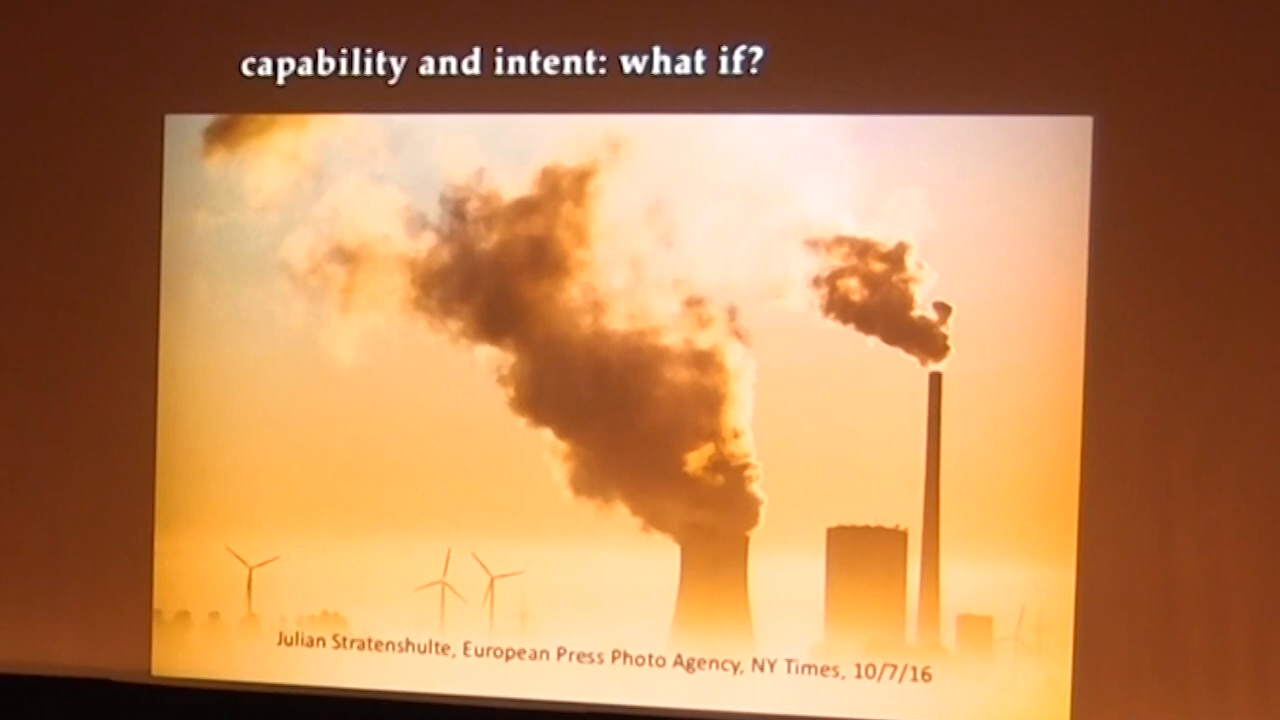 capability and intent: what if?
Julian Stratenshulte, European Press Photo Agency, NY Times, 10/7/16